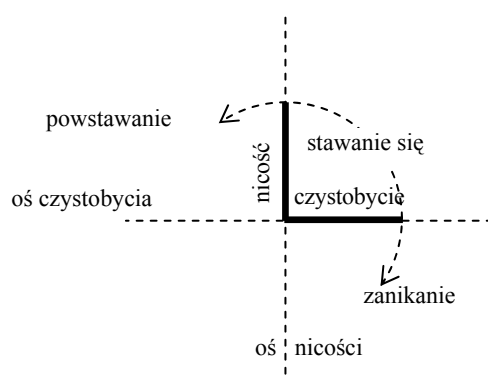 powstawanie
stawanie się
nicość
oś czystobycia
czystobycie
zanikanie
oś nicości